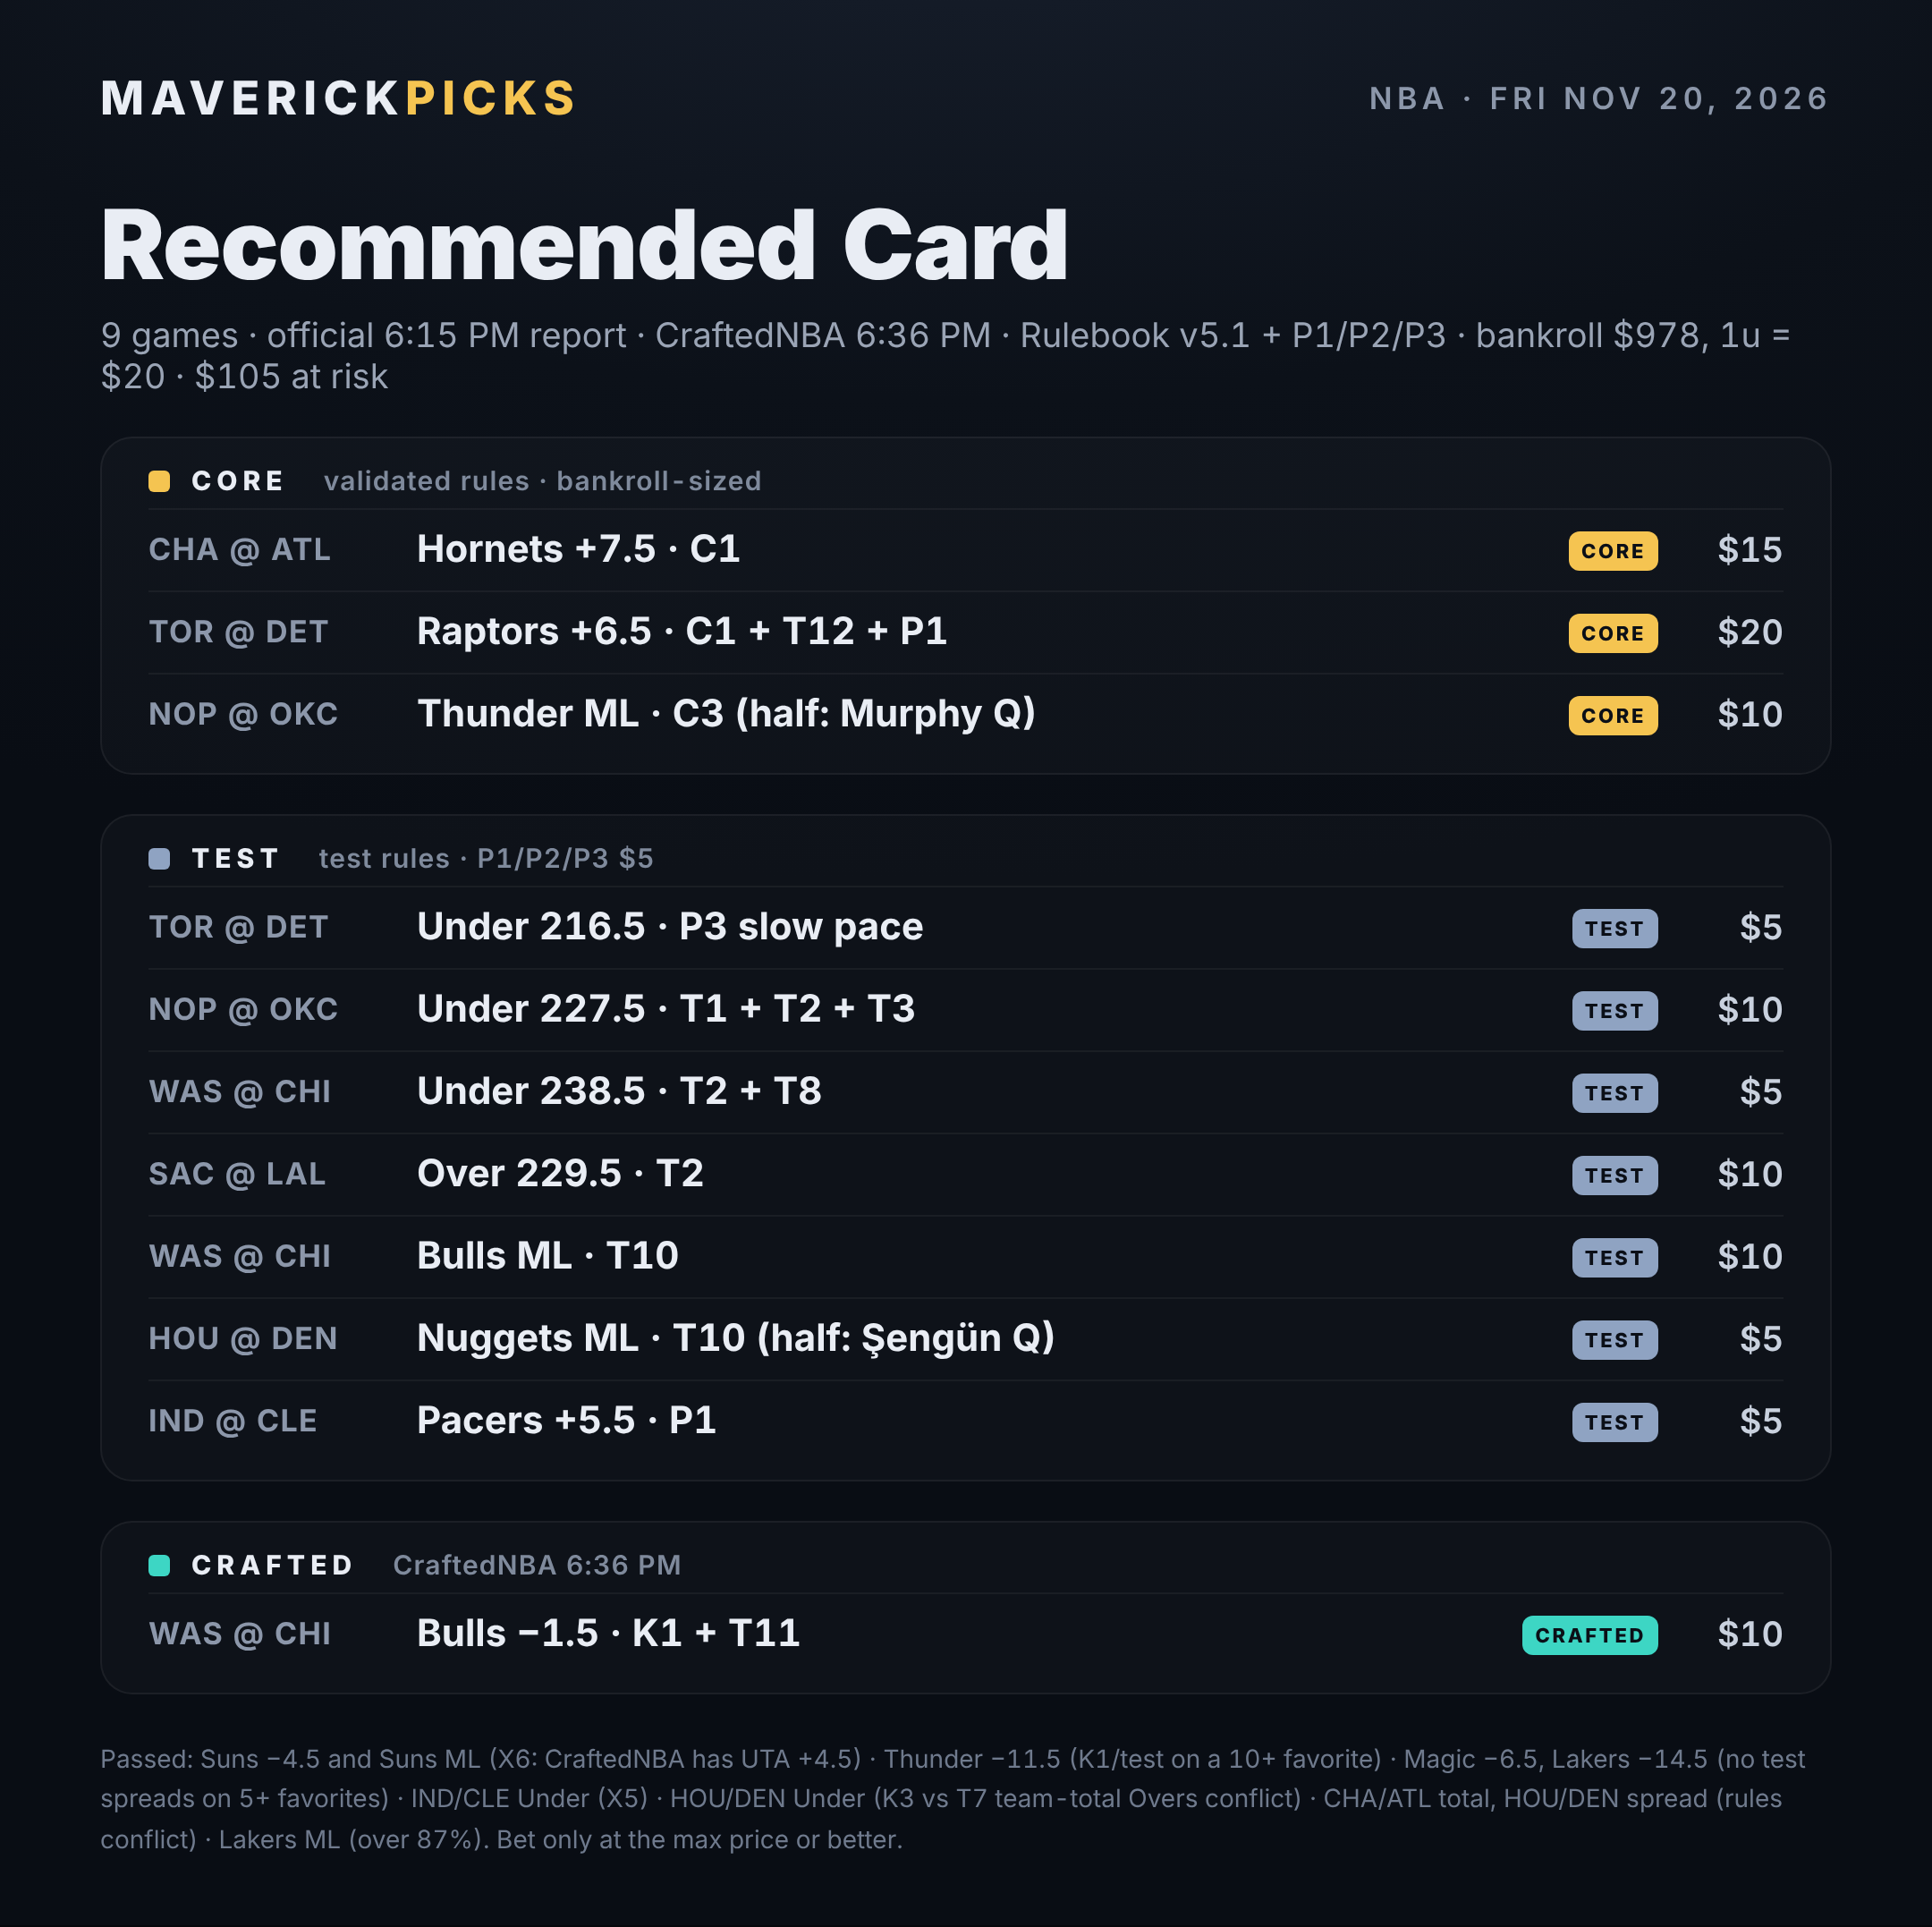 MAVERICKPICKS
NBA · FRI NOV 20, 2026
Recommended Card
9 games · official 6:15 PM report · CraftedNBA 6:36 PM · Rulebook v5.1 + P1/P2/P3 · bankroll $978, 1u =
$20 · $105 at risk
CORE validated rules · bankroll-sized
CHA @ ATL Hornets +7.5 · C1 CORE $15
TOR @ DET Raptors +6.5 · C1 + T12 + P1 CORE $20
NOP @ OKC Thunder ML · C3 (half: Murphy Q) CORE $10
TEST test rules · P1/P2/P3 $5
TOR @ DET Under 216.5 · P3 slow pace TEST $5
NOP @ OKC Under 227.5 · T1 + T2 + T3 TEST $10
WAS @ CHI Under 238.5 · T2 + T8 TEST $5
SAC @ LAL Over 229.5 · T2 TEST $10
WAS @ CHI Bulls ML · T10 TEST $10
HOU @ DEN Nuggets ML · T10 (half: Şengün Q) TEST $5
IND @ CLE Pacers +5.5 · P1 TEST $5
CRAFTED CraftedNBA 6:36 PM
WAS @ CHI Bulls −1.5 · K1 + T11 CRAFTED $10
Passed: Suns −4.5 and Suns ML (X6: CraftedNBA has UTA +4.5) · Thunder −11.5 (K1/test on a 10+ favorite) · Magic −6.5, Lakers −14.5 (no test
spreads on 5+ favorites) · IND/CLE Under (X5) · HOU/DEN Under (K3 vs T7 team-total Overs conflict) · CHA/ATL total, HOU/DEN spread (rules
conflict) · Lakers ML (over 87%). Bet only at the max price or better.